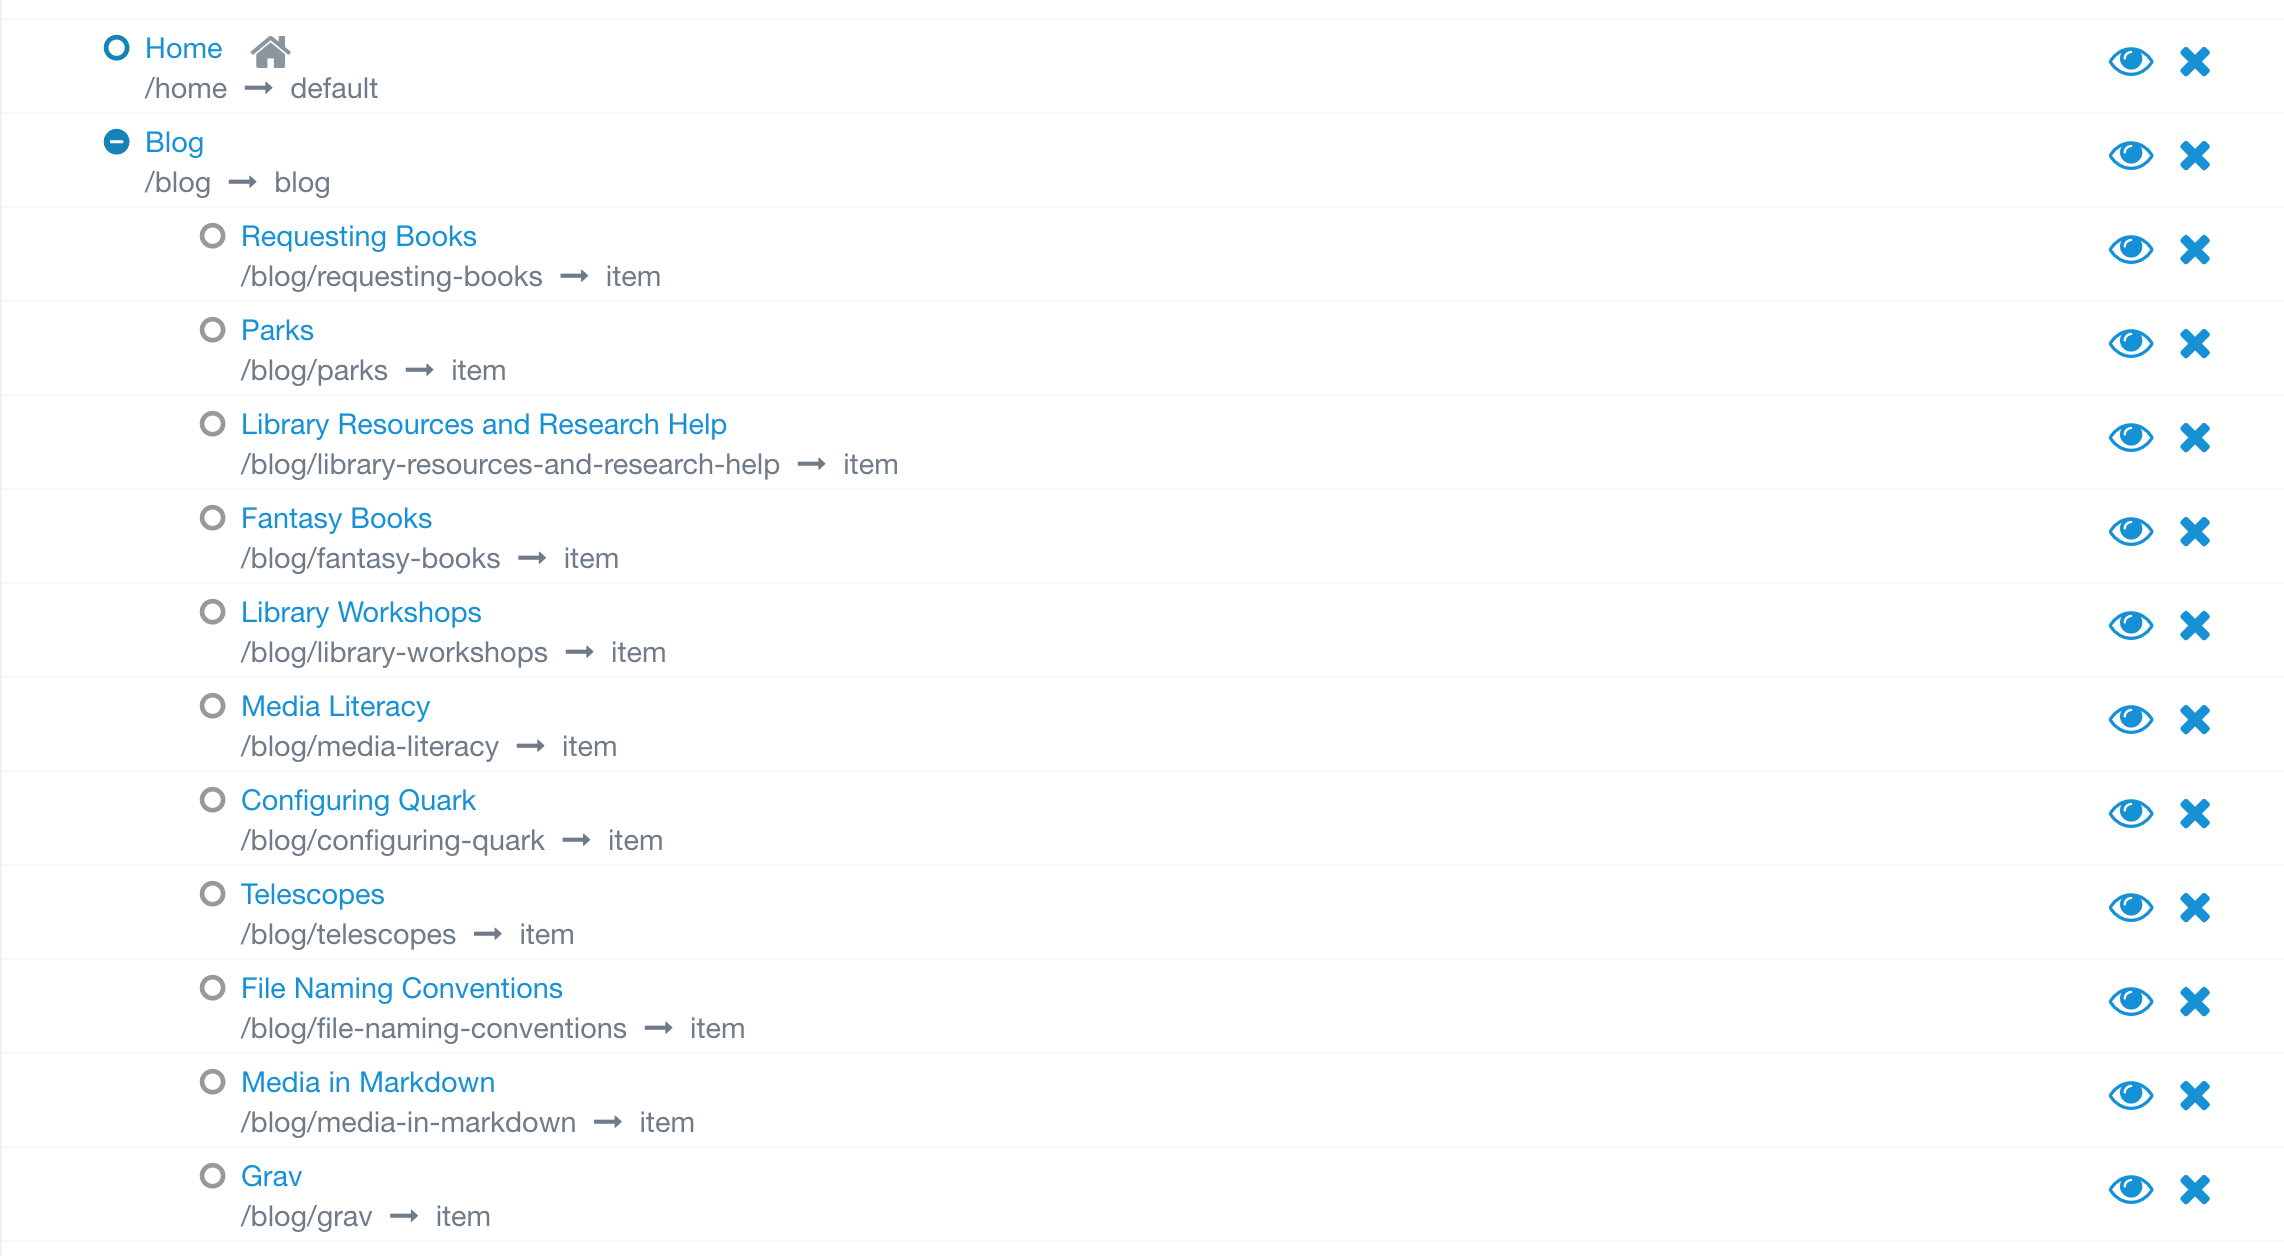 Home
/home → default
Blog
/blog → blog
Requesting Books
/blog/requesting-books → item
Parks
/blog/parks → item
Library Resources and Research Help
/blog/library-resources-and-research-help → item
Fantasy Books
/blog/fantasy-books → item
Library Workshops
/blog/library-workshops → item
Media Literacy
/blog/media-literacy → item
Configuring Quark
/blog/configuring-quark → item
Telescopes
/blog/telescopes → item
File Naming Conventions
/blog/file-naming-conventions → item
Media in Markdown
/blog/media-in-markdown → item
Grav
/blog/grav → item